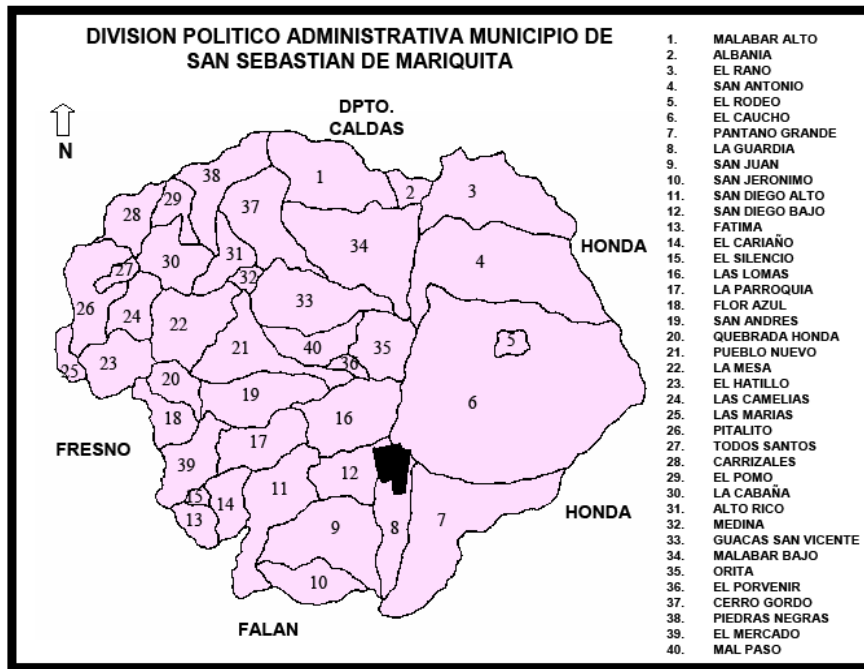 DIVISION POLITICO ADMINISTRATIVA MUNICIPIO DE
SAN SEBASTIAN DE MARIQUITA
N
DPTO.
CALDAS
HONDA
HONDA
FRESNO
FALAN
38
1
2
3
29
28
37
34
31
30
27
32
4
26
24
33
22
5
21
40
35
36
23
25
20
19
6
18
16
17
39
12
11
15
14
13
9
8
7
10
1. MALABAR ALTO
2. ALBANIA
3. EL RANO
4. SAN ANTONIO
5. EL RODEO
6. EL CAUCHO
7. PANTANO GRANDE
8. LA GUARDIA
9. SAN JUAN
10. SAN JERONIMO
11. SAN DIEGO ALTO
12. SAN DIEGO BAJO
13. FATIMA
14. EL CARIAÑO
15. EL SILENCIO
16. LAS LOMAS
17. LA PARROQUIA
18. FLOR AZUL
19. SAN ANDRES
20. QUEBRADA HONDA
21. PUEBLO NUEVO
22. LA MESA
23. EL HATILLO
24. LAS CAMELIAS
25. LAS MARIAS
26. PITALITO
27. TODOS SANTOS
28. CARRIZALES
29. EL POMO
30. LA CABAÑA
31. ALTO RICO
32. MEDINA
33. GUACAS SAN VICENTE
34. MALABAR BAJO
35. ORITA
36. EL PORVENIR
37. CERRO GORDO
38. PIEDRAS NEGRAS
39. EL MERCADO
40. MAL PASO